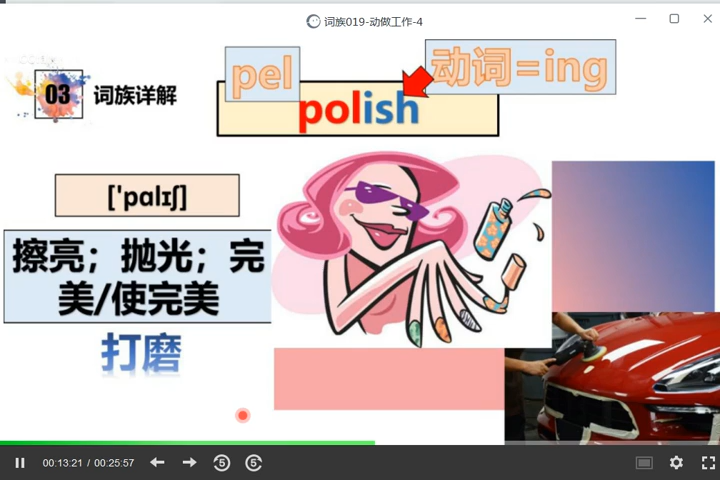 词族019-动做工作-4
03
词族详解
pel
动词=ing
polish
['pɑlɪʃ]
擦亮；抛光；完
美/使完美
打磨
00:13:21 / 00:25:57
5
5